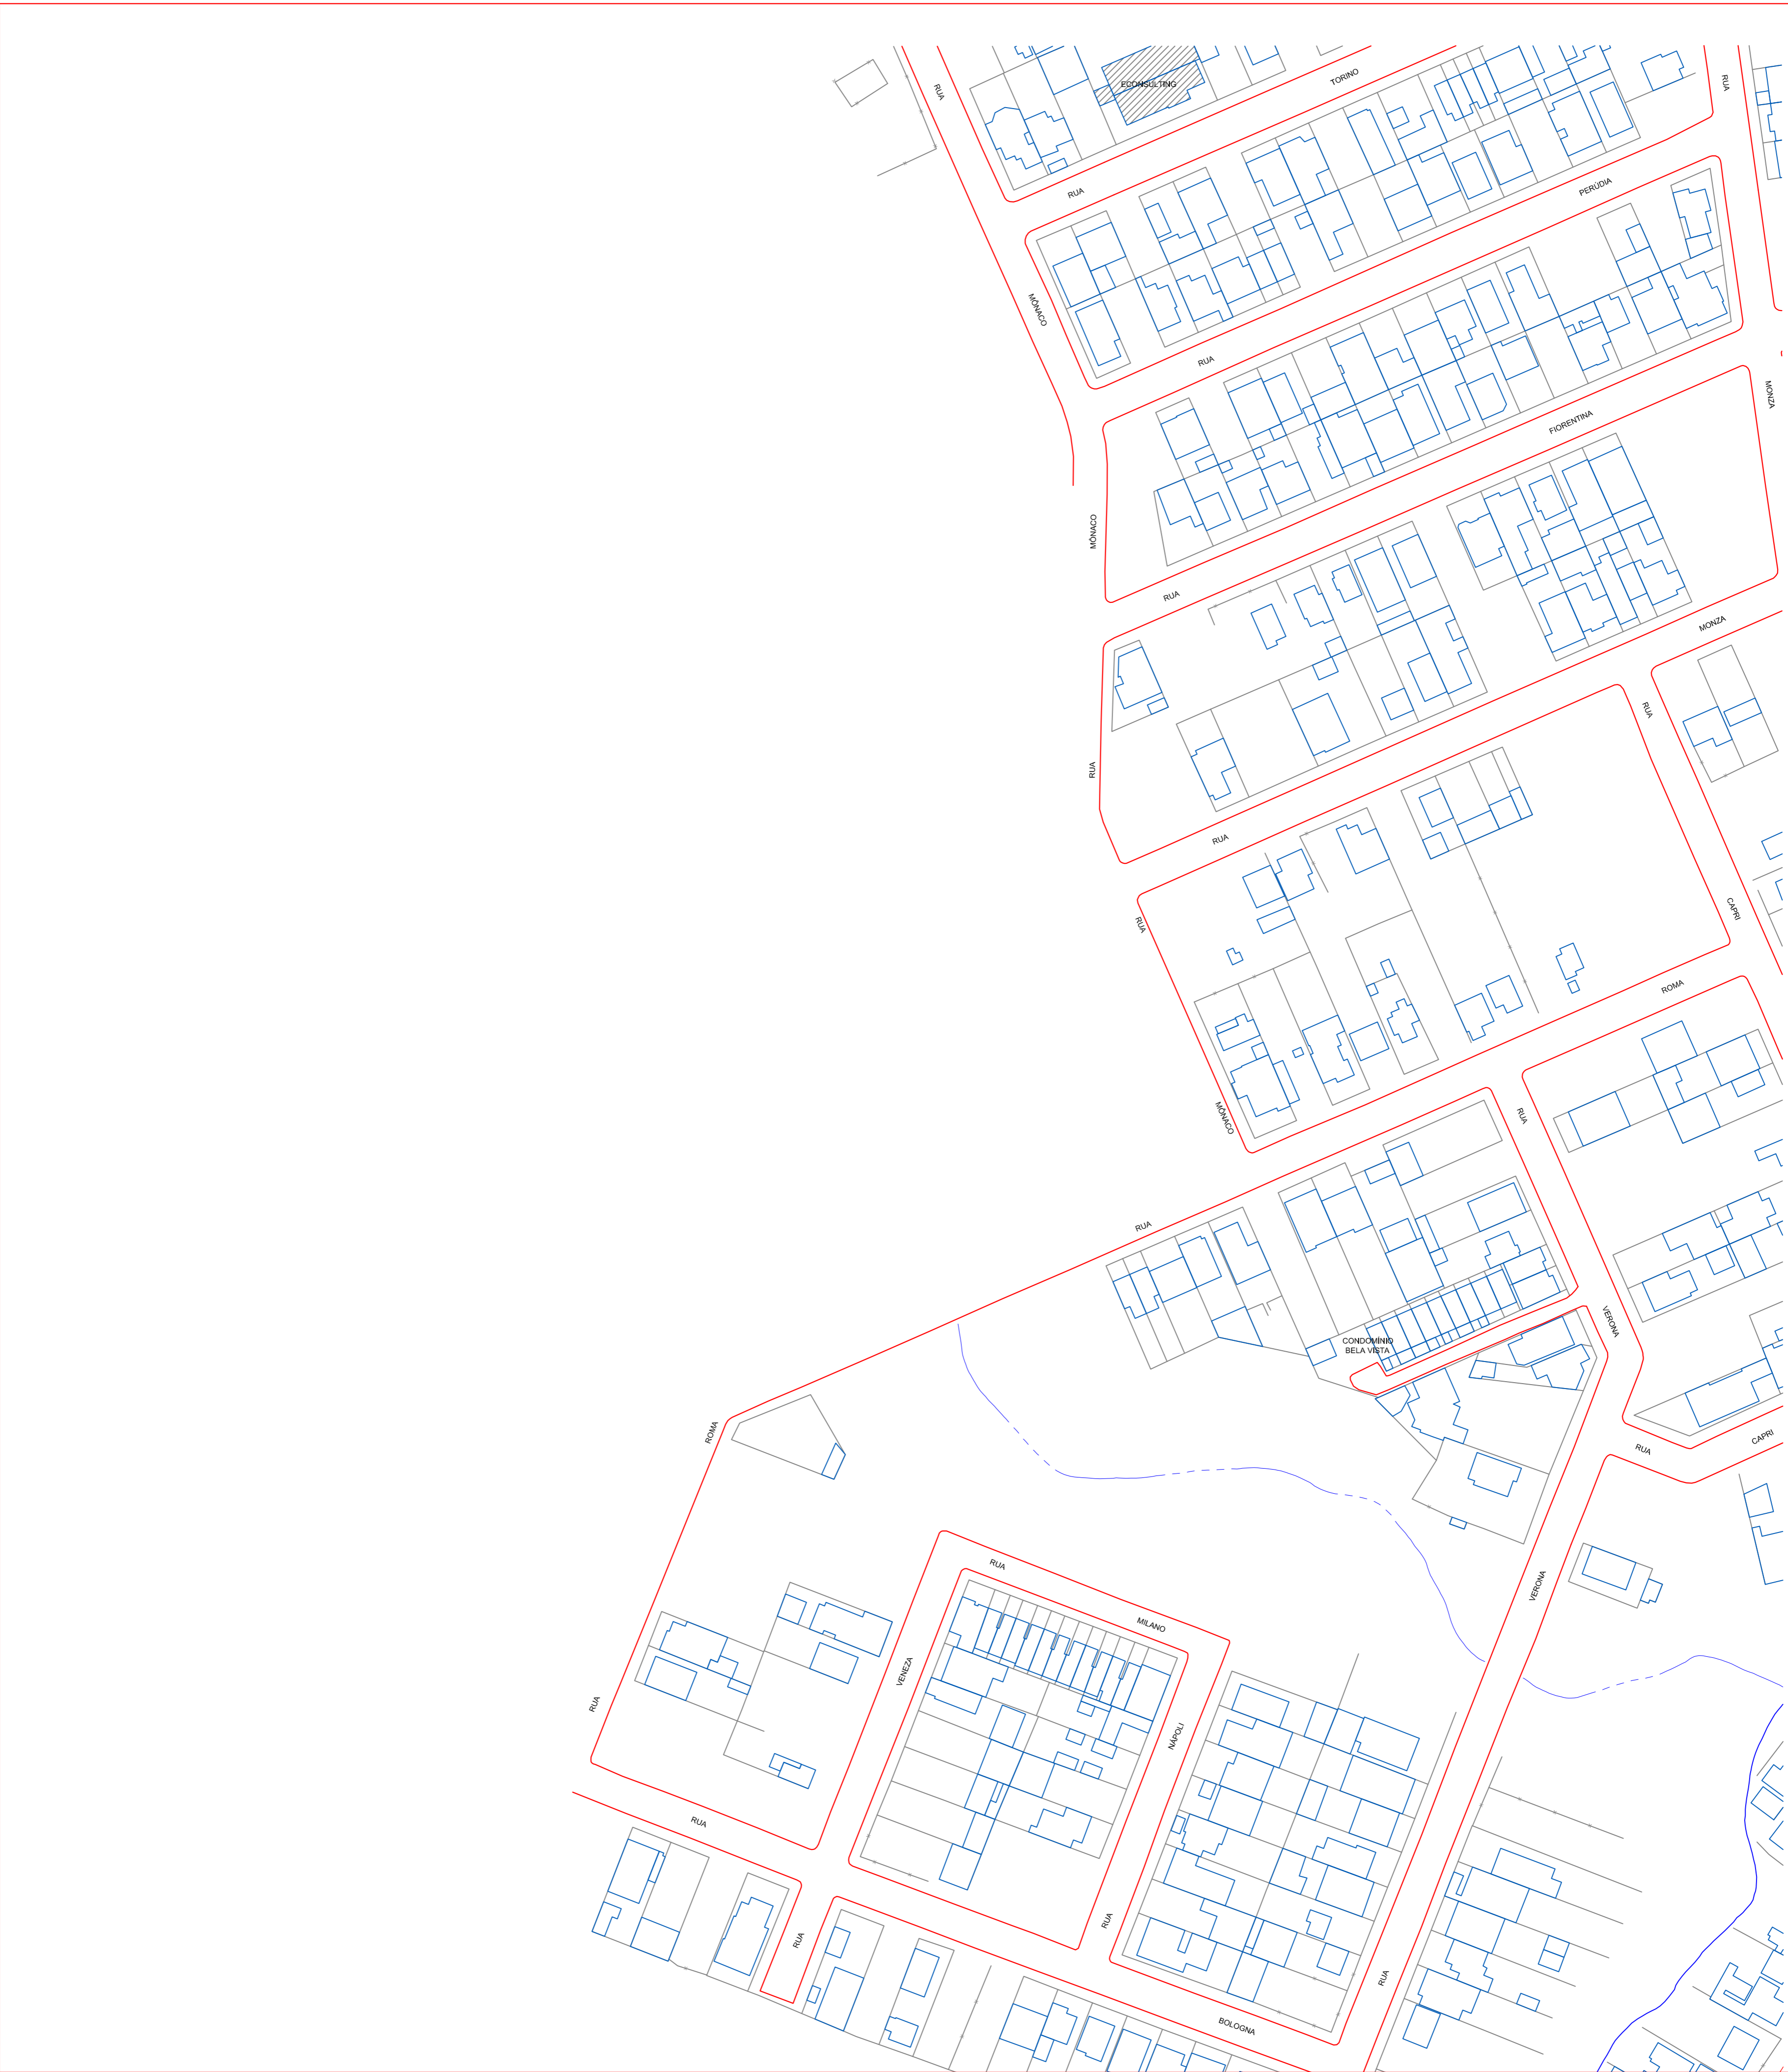 TORINO
RUA
RUA
ECONSULTING
RUA
PERÚDIA
RUA
MÔNACO
RUA
MONZA
FIORENTINA
MÔNACO
RUA
MONZA
RUA
RUA
RUA
CAPRI
RUA
ROMA
MÔNACO
RUA
RUA
VERONA
CONDOMÍNIO
BELA VISTA
ROMA
CAPRI
RUA
RUA
VERONA
MILANO
VENEZA
RUA
NÁPOLI
RUA
RUA
RUA
RUA
BOLOGNA